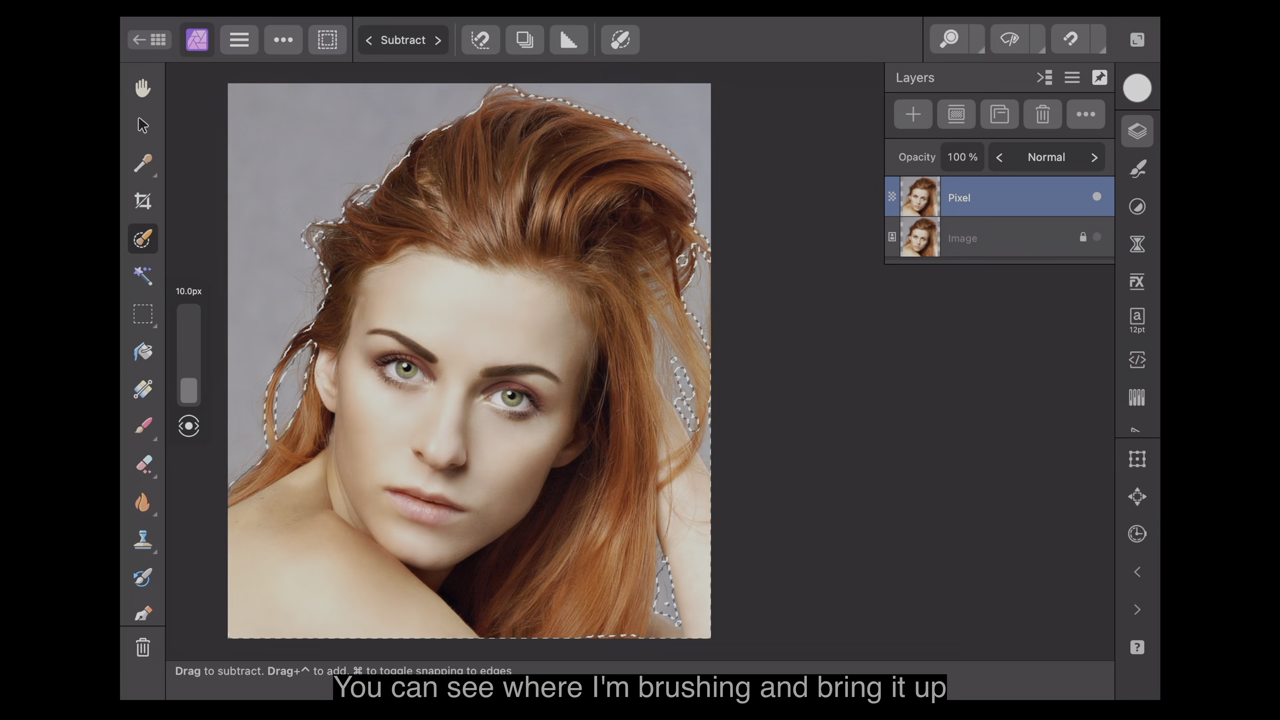 Subtract
Layers
Opacity 100 % Normal
Pixel
Image
10.0px
a
12pt
FX
?
Drag to subtract. Drag+^ to add. ⌘ to toggle snapping to edges
You can see where I'm brushing and bring it up